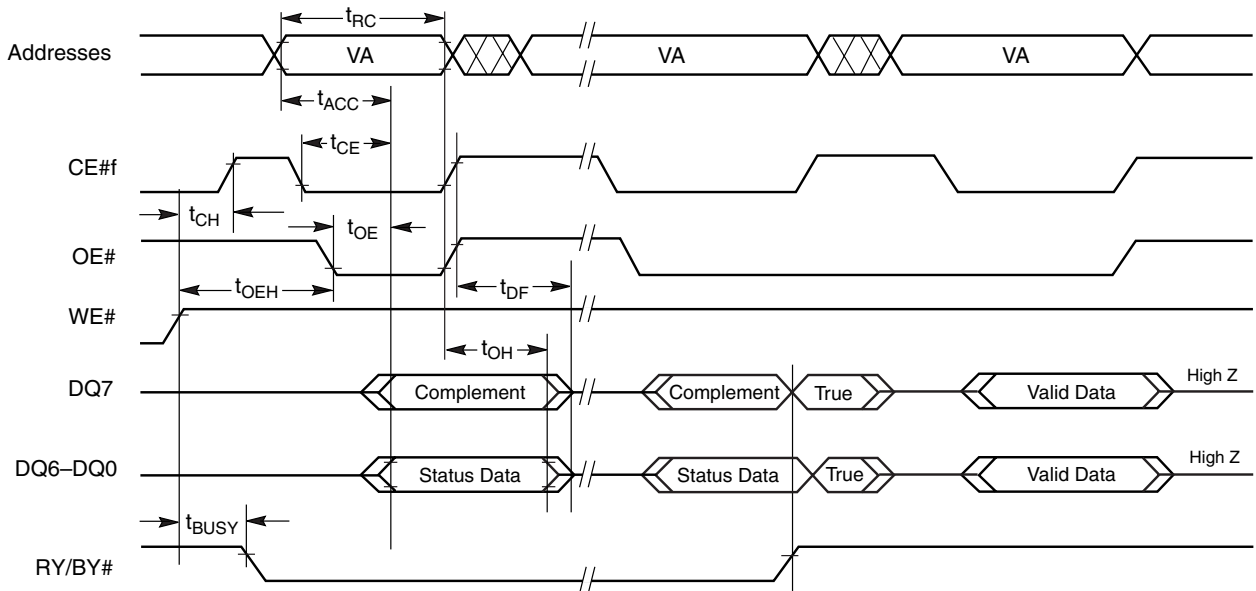 tRC
Addresses VA VA VA
tACC
tCE
CE#f
tCH
tOE
OE#
tOEH
tDF
WE#
tOH
DQ7 Complement Complement True Valid Data High Z
DQ6–DQ0 Status Data Status Data True Valid Data High Z
tBUSY
RY/BY#